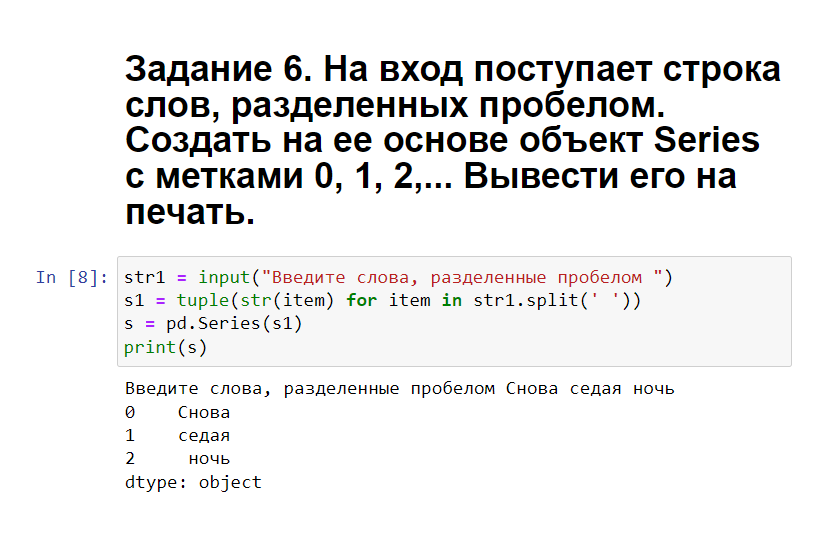 Задание 6. На вход поступает строка
слов, разделенных пробелом.
Создать на ее основе объект Series
с метками 0, 1, 2,... Вывести его на
печать.
In [8]: str1 = input("Введите слова, разделенные пробелом ")
s1 = tuple(str(item) for item in str1.split(' '))
s = pd.Series(s1)
print(s)
Введите слова, разделенные пробелом Снова седая ночь
0    Снова
1    седая
2     ночь
dtype: object